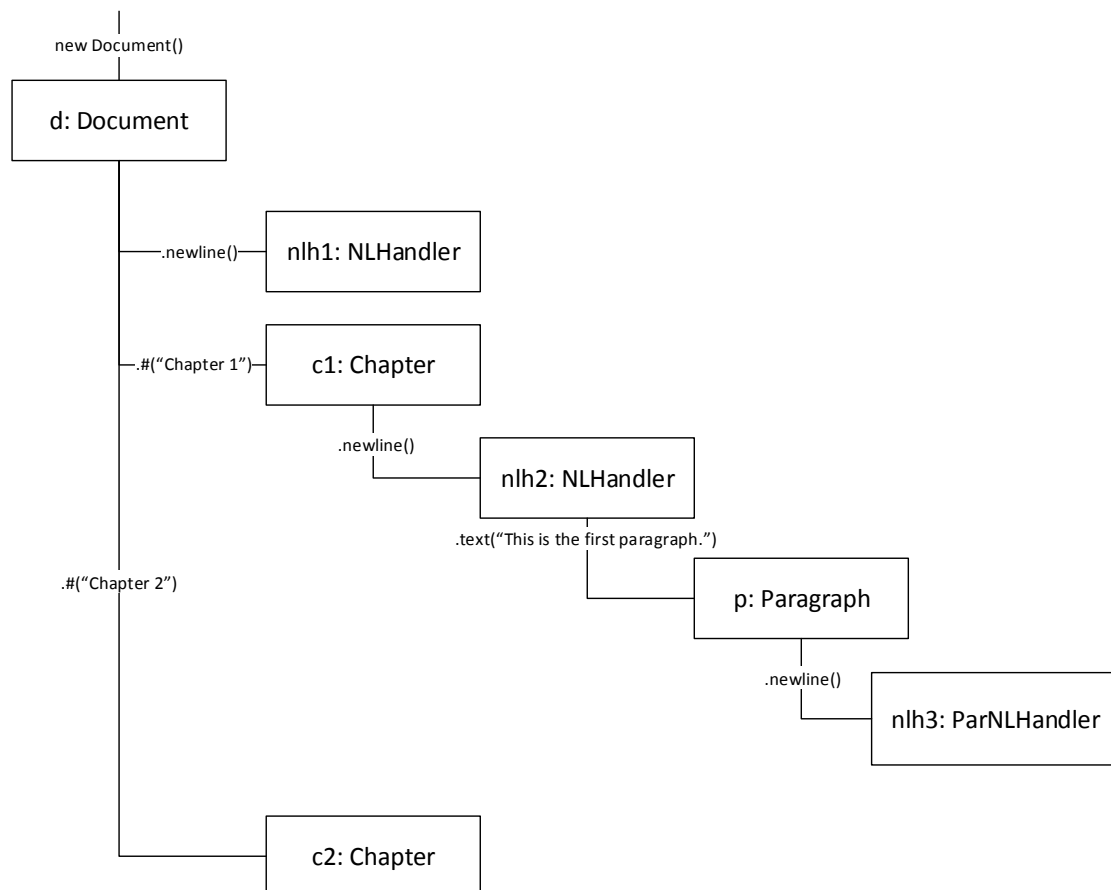 new Document()
d: Document
.newline()
nlh1: NLHandler
.#(“Chapter 1”)
c1: Chapter
.newline()
nlh2: NLHandler
.text(“This is the first paragraph.”)
.#(“Chapter 2”)
p: Paragraph
.newline()
nlh3: ParNLHandler
c2: Chapter